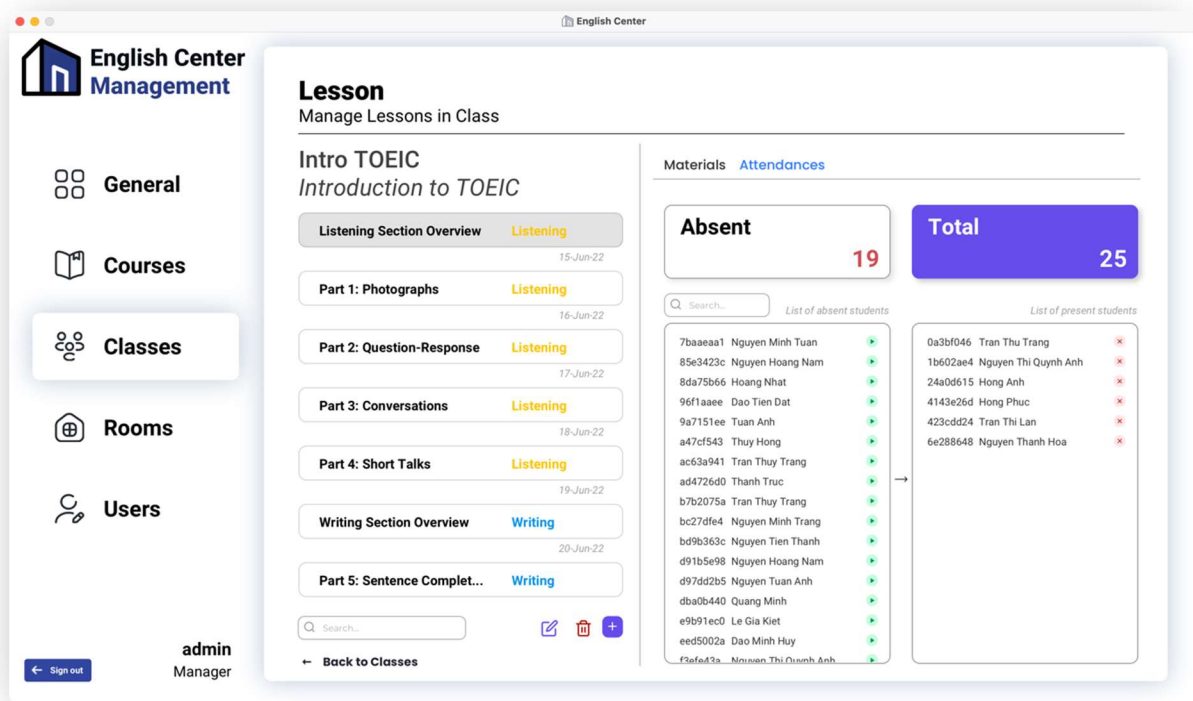 English Center
English Center
Management
General
Courses
Classes
Rooms
Users
admin
Manager
← Sign out
Lesson
Manage Lessons in Class
Intro TOEIC
Introduction to TOEIC
Listening Section Overview Listening
15-Jun-22
Part 1: Photographs Listening
16-Jun-22
Part 2: Question-Response Listening
17-Jun-22
Part 3: Conversations Listening
18-Jun-22
Part 4: Short Talks Listening
19-Jun-22
Writing Section Overview Writing
20-Jun-22
Part 5: Sentence Complet... Writing
Search...
← Back to Classes
Materials Attendances
Absent
19
Total
25
Search...
List of absent students
7baaeaa1 Nguyen Minh Tuan
85e3423c Nguyen Hoang Nam
8da75b66 Hoang Nhat
96f1aaee Dao Tien Dat
9a7151ee Tuan Anh
a47cf543 Thuy Hong
ac63a941 Tran Thuy Trang
ad4726d0 Thanh Truc
b7b2075a Tran Thuy Trang
bc27dfe4 Nguyen Minh Trang
bd9b363c Nguyen Tien Thanh
d91b5e98 Nguyen Hoang Nam
d97dd2b5 Nguyen Tuan Anh
dba0b440 Quang Minh
e9b91ec0 Le Gia Kiet
eed5002a Dao Minh Huy
f3efe43a Nguyen Thi Quynh Anh
→
List of present students
0a3bf046 Tran Thu Trang
1b602ae4 Nguyen Thi Quynh Anh
24a0d615 Hong Anh
4143e26d Hong Phuc
423cdd24 Tran Thi Lan
6e288648 Nguyen Thanh Hoa